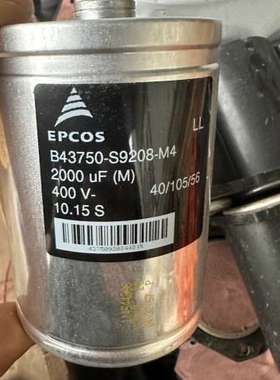 EPCOS
LL
B43750-S9208-M4
2000 uF (M)
400 V-
40/105/56
10.15 S